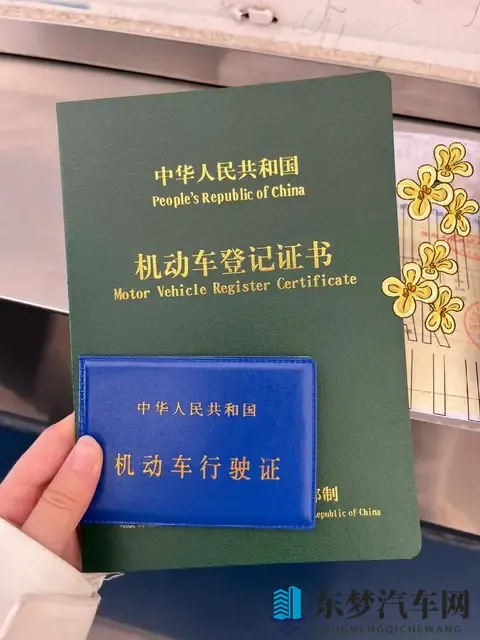 中华人民共和国
People's Republic of China
机动车登记证书
Motor Vehicle Register Certificate
中华人民共和国
机动车行驶证
部制
Republic of China
东梦汽车网
DONGMENGQICHEWANG